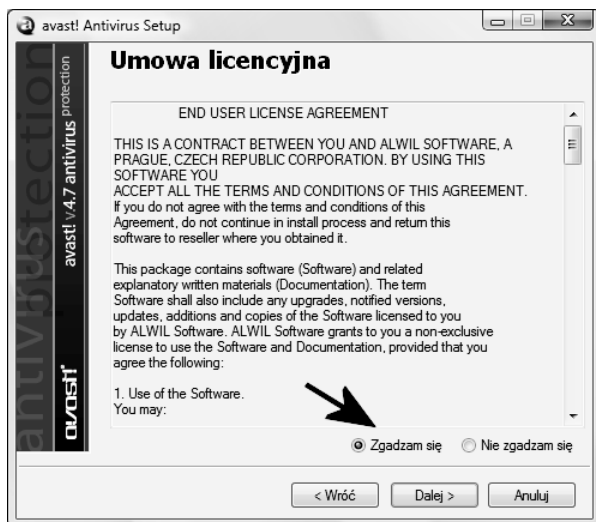 avast! Antivirus Setup
Umowa licencyjna
END USER LICENSE AGREEMENT
THIS IS A CONTRACT BETWEEN YOU AND ALWIL SOFTWARE, A
PRAGUE, CZECH REPUBLIC CORPORATION. BY USING THIS
SOFTWARE YOU
ACCEPT ALL THE TERMS AND CONDITIONS OF THIS AGREEMENT.
If you do not agree with the terms and conditions of this
Agreement, do not continue in install process and return this
software to reseller where you obtained it.
This package contains software (Software) and related
explanatory written materials (Documentation). The term
Software shall also include any upgrades, notified versions,
updates, additions and copies of the Software licensed to you
by ALWIL Software. ALWIL Software grants to you a non-exclusive
license to use the Software and Documentation, provided that you
agree the following:
1. Use of the Software.
You may:
Zgadzam się
Nie zgadzam się
< Wróć
Dalej >
Anuluj
avast!
avast! v.4.7 antivirus protection
antivirus